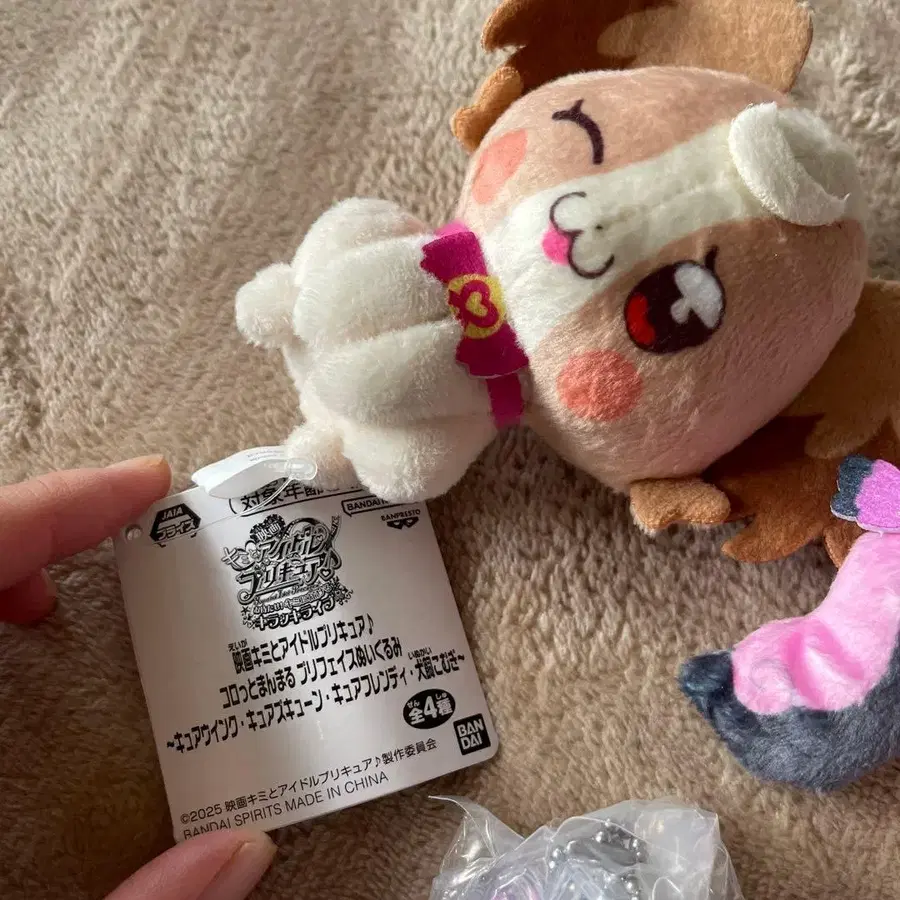 JAIA
プライズ
(対象年齢
BANDAI
BANPRESTO
映画
キミとアイドル
プリキュア♪
キラッキライブ
えいが
映画キミとアイドルプリキュア♪
コロっとまんまる プリフェイスぬいぐるみ
いぬかい
～キュアウインク・キュアズキューン・キュアフレンディ・犬飼こむぎ～
ぜん しゅ
全4種
BAN
DAI
©2025 映画キミとアイドルプリキュア♪製作委員会
BANDAI SPIRITS MADE IN CHINA